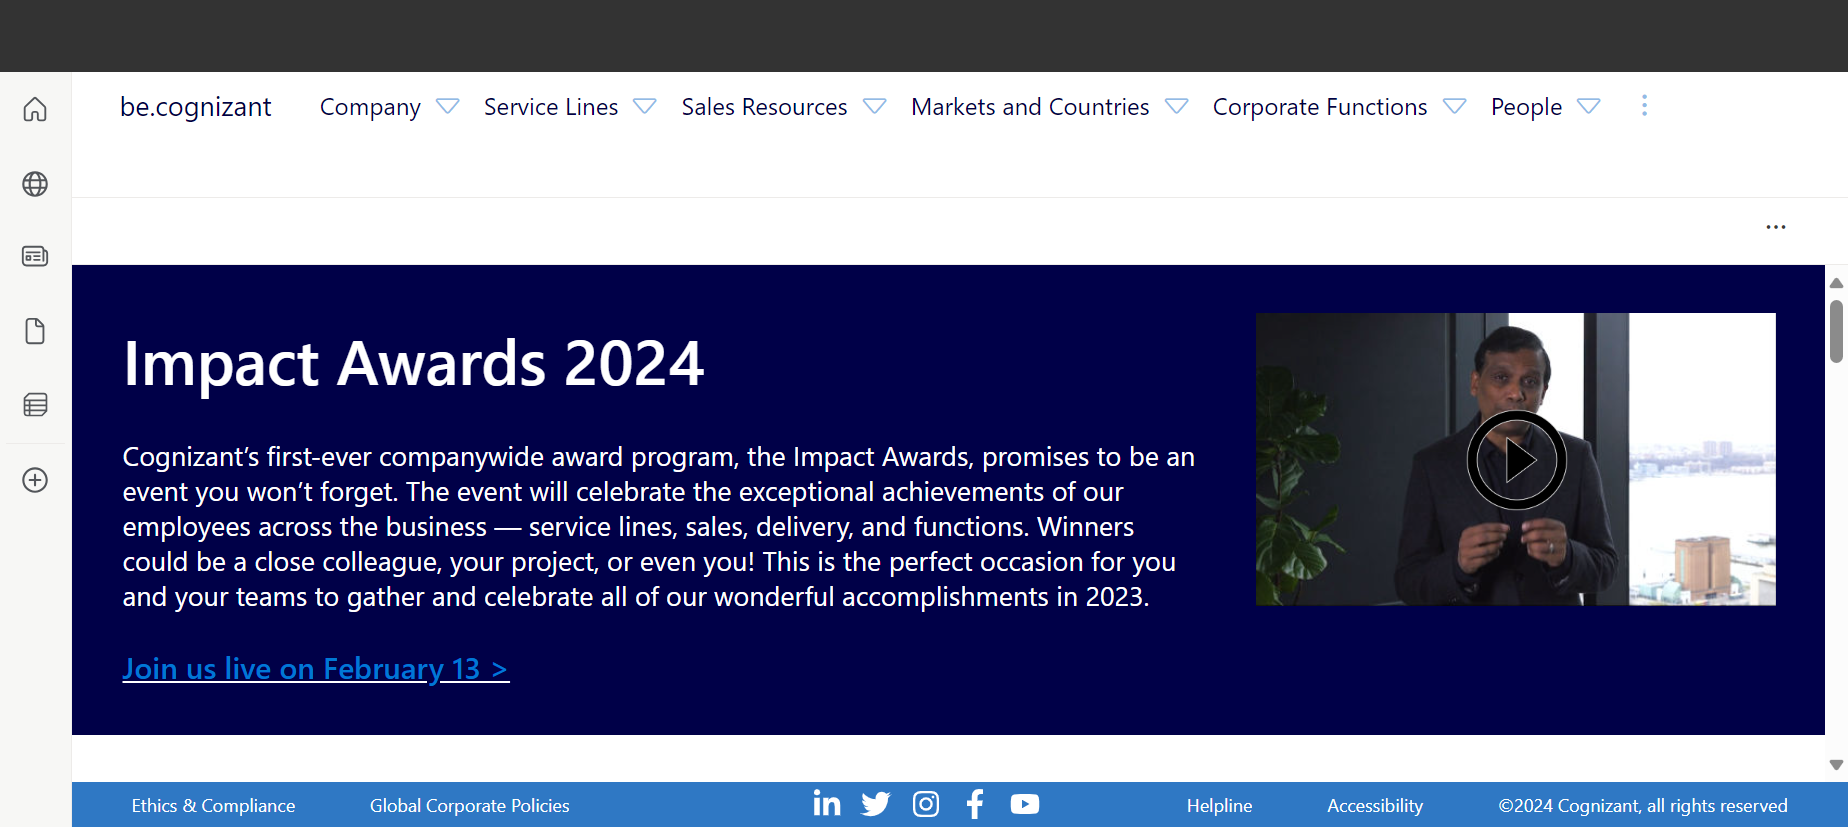 be.cognizant Company Service Lines Sales Resources Markets and Countries Corporate Functions People
Impact Awards 2024
Cognizant’s first-ever companywide award program, the Impact Awards, promises to be an
event you won’t forget. The event will celebrate the exceptional achievements of our
employees across the business — service lines, sales, delivery, and functions. Winners
could be a close colleague, your project, or even you! This is the perfect occasion for you
and your teams to gather and celebrate all of our wonderful accomplishments in 2023.
Join us live on February 13 >
Ethics & Compliance Global Corporate Policies Helpline Accessibility ©2024 Cognizant, all rights reserved